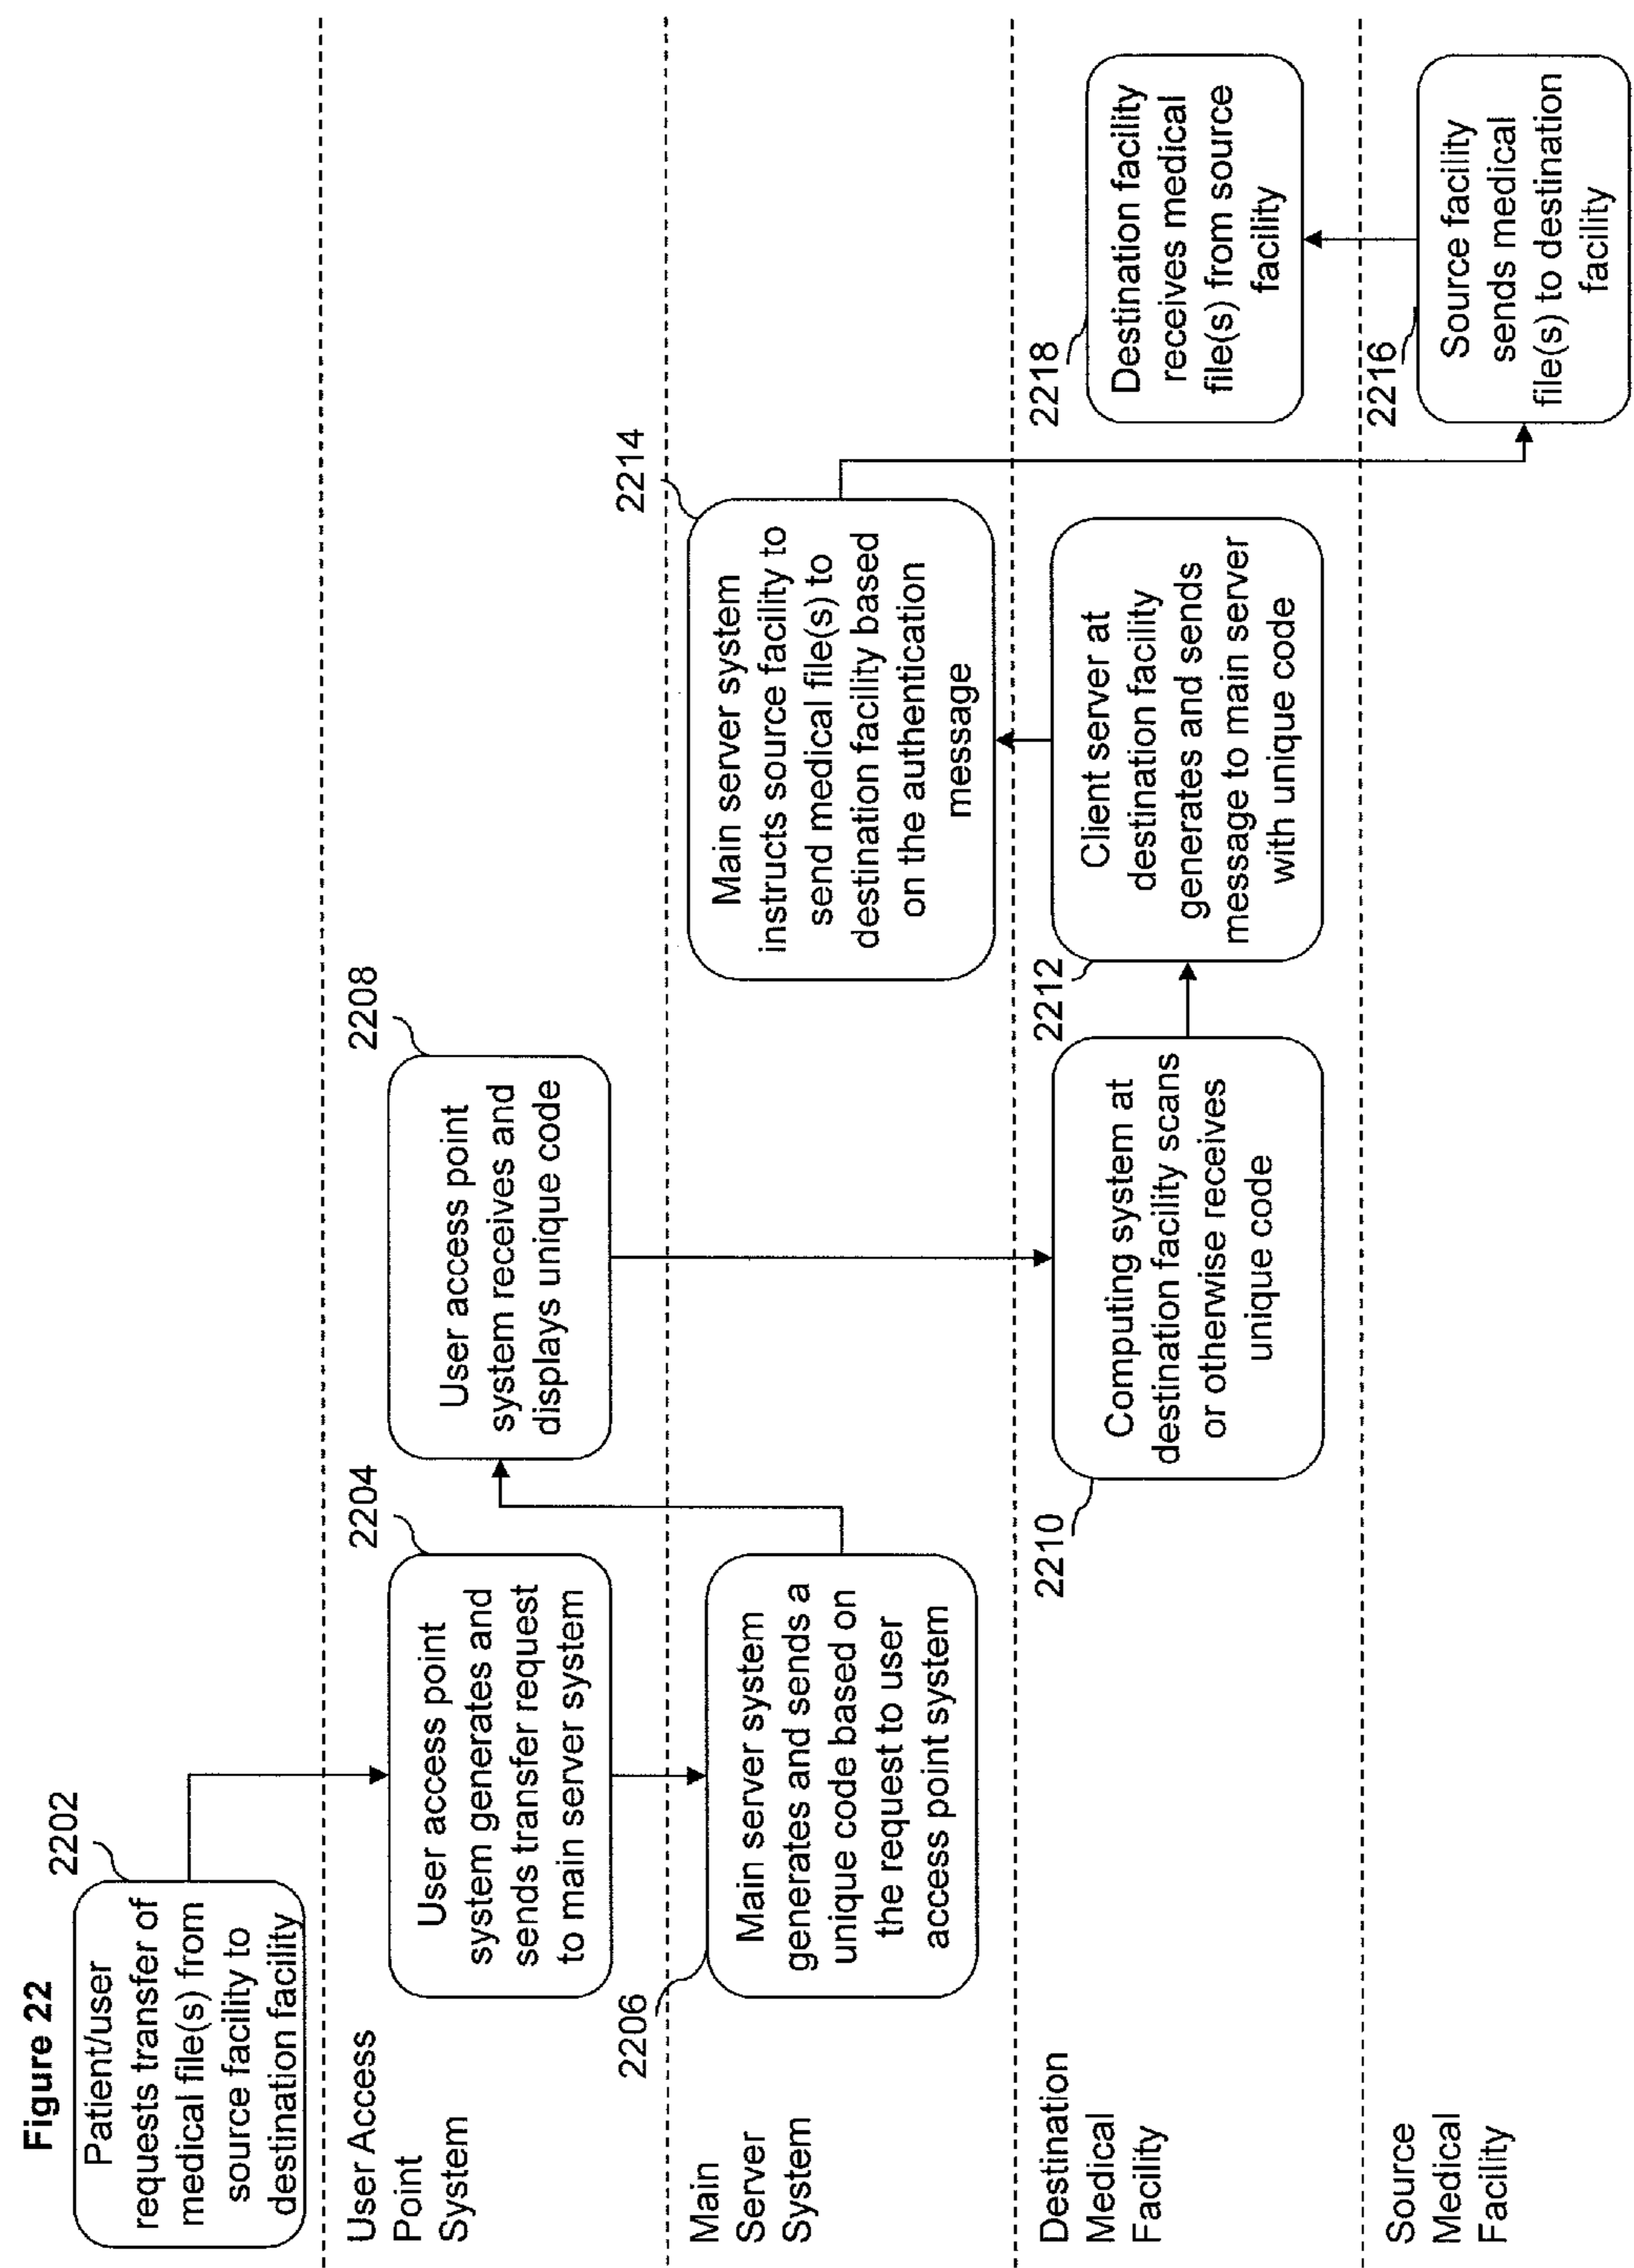 Figure 22
Patient/user
requests transfer of
medical file(s) from
source facility to
destination facility
2202
User Access
Point
System
User access point
system generates and
sends transfer request
to main server system
2204
User access point
system receives and
displays unique code
2208
Main
Server
System
2206
Main server system
generates and sends a
unique code based on
the request to user
access point system
Main server system
instructs source facility to
send medical file(s) to
destination facility based
on the authentication
message
2214
Destination
Medical
Facility
2210
Computing system at
destination facility scans
or otherwise receives
unique code
2212
Client server at
destination facility
generates and sends
message to main server
with unique code
2218
Destination facility
receives medical
file(s) from source
facility
Source
Medical
Facility
2216
Source facility
sends medical
file(s) to destination
facility